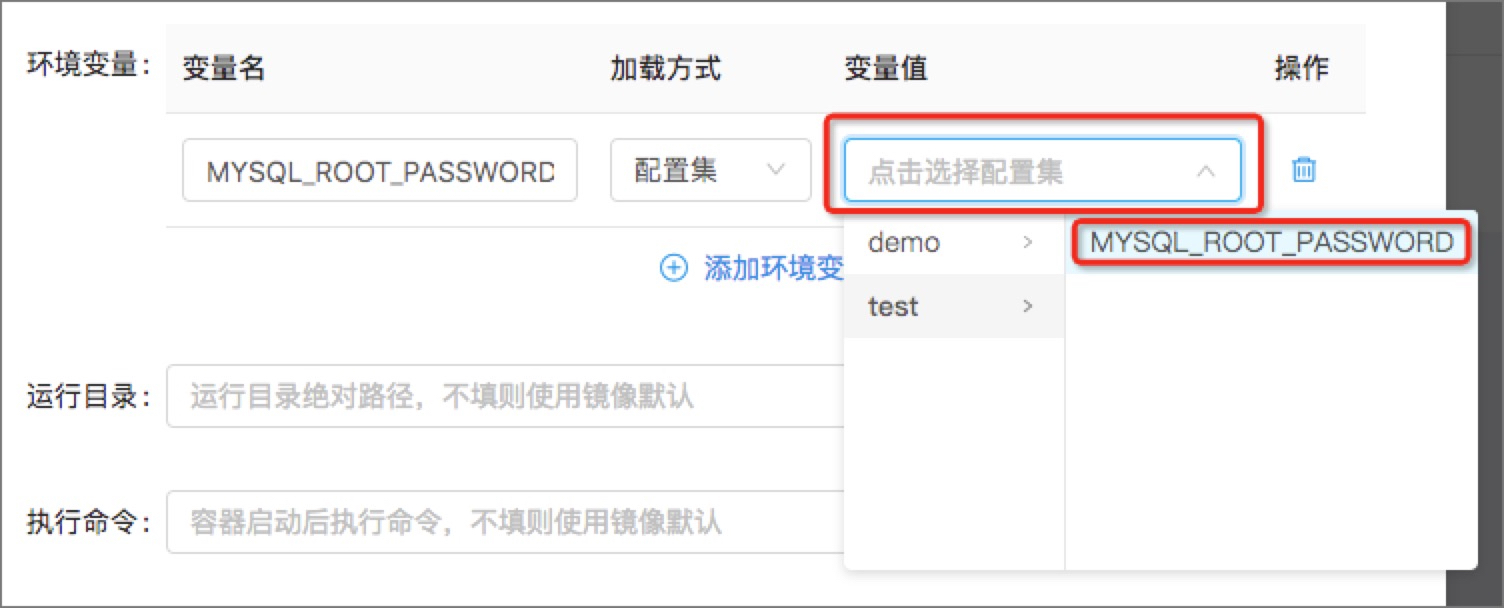 环境变量： 变量名 加载方式 变量值 操作
MYSQL_ROOT_PASSWORD 配置集 点击选择配置集
demo MYSQL_ROOT_PASSWORD
添加环境变
test
运行目录： 运行目录绝对路径，不填则使用镜像默认
执行命令： 容器启动后执行命令，不填则使用镜像默认